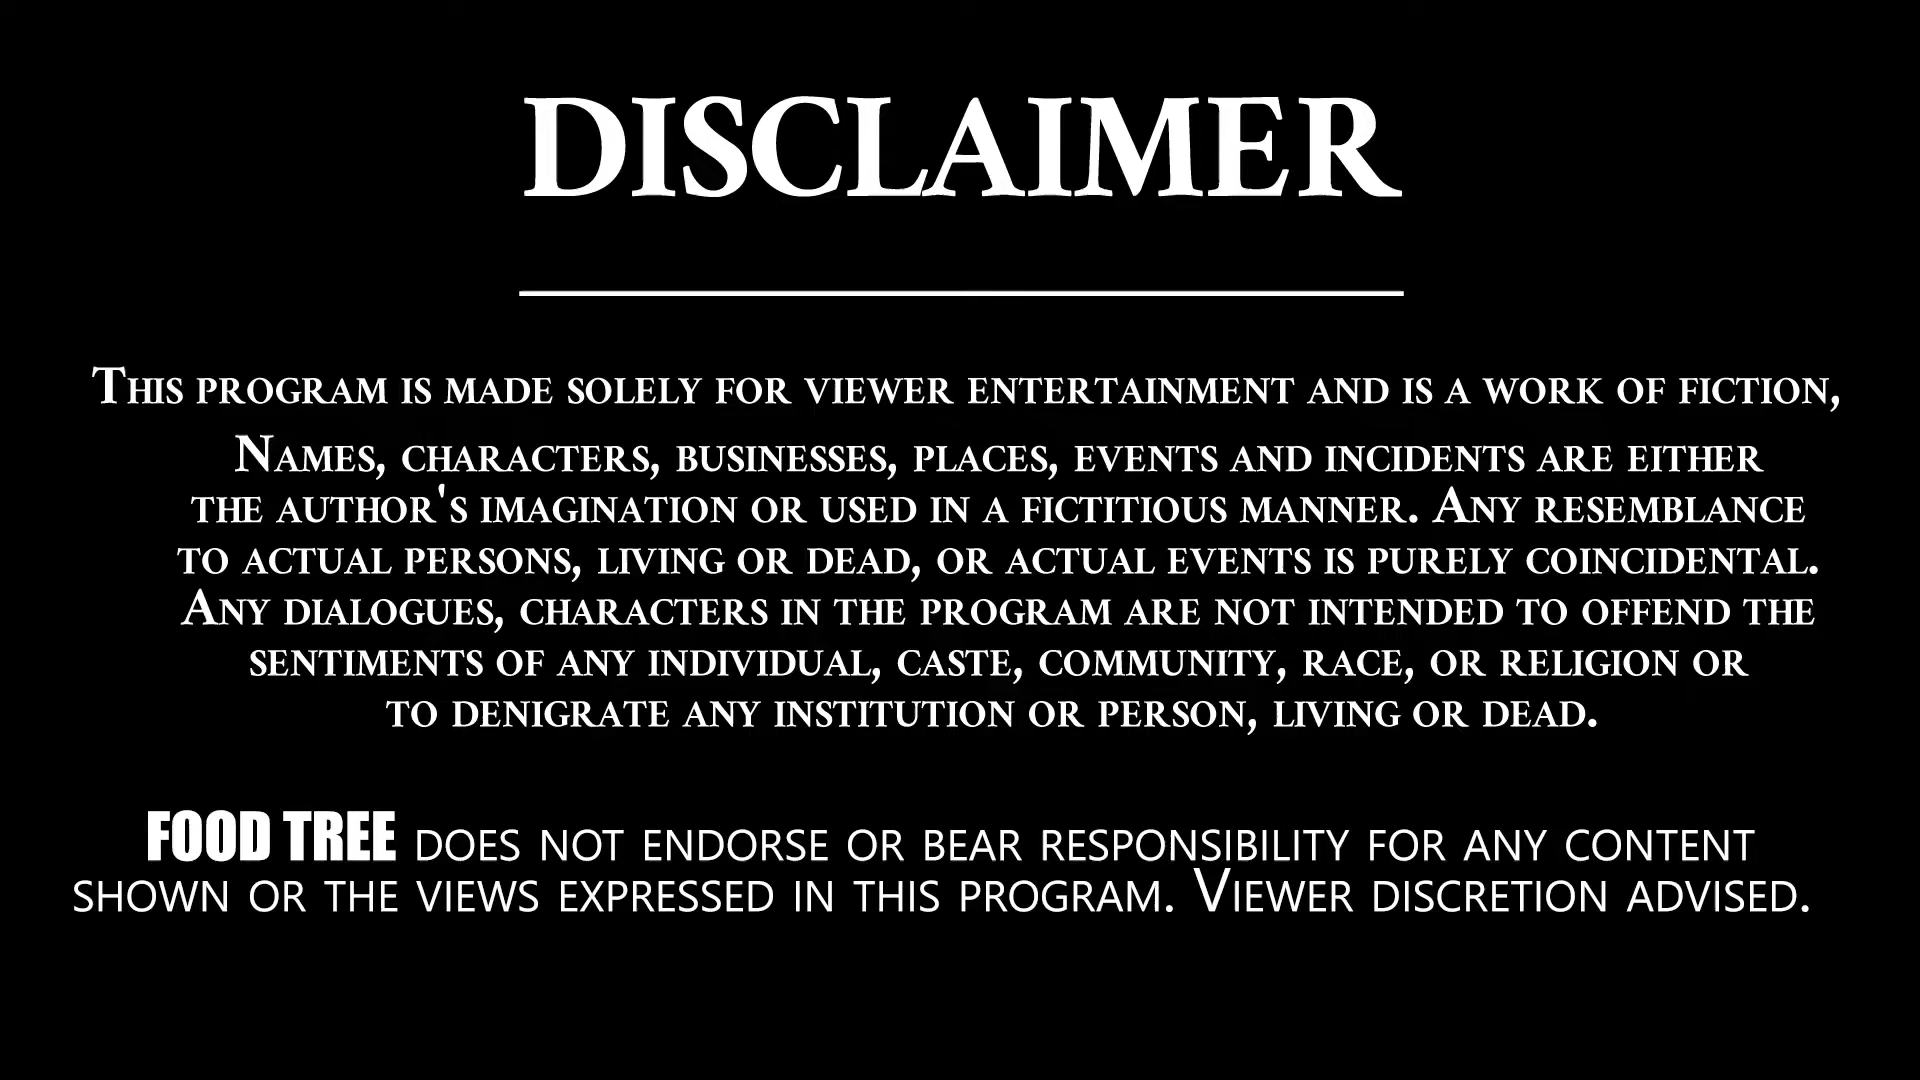 DISCLAIMER
This program is made solely for viewer entertainment and is a work of fiction,
Names, characters, businesses, places, events and incidents are either
the author's imagination or used in a fictitious manner. Any resemblance
to actual persons, living or dead, or actual events is purely coincidental.
Any dialogues, characters in the program are not intended to offend the
sentiments of any individual, caste, community, race, or religion or
to denigrate any institution or person, living or dead.
FOOD TREE does not endorse or bear responsibility for any content
shown or the views expressed in this program. Viewer discretion advised.